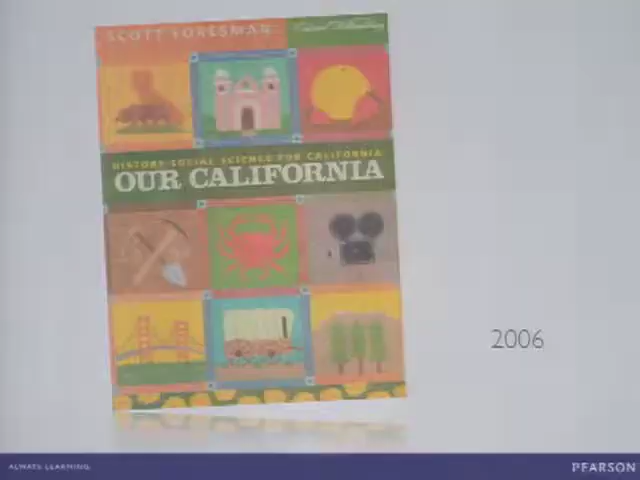 SCOTT FORESMAN
HISTORY-SOCIAL SCIENCE FOR CALIFORNIA
OUR CALIFORNIA
2006
ALWAYS LEARNING
PEARSON